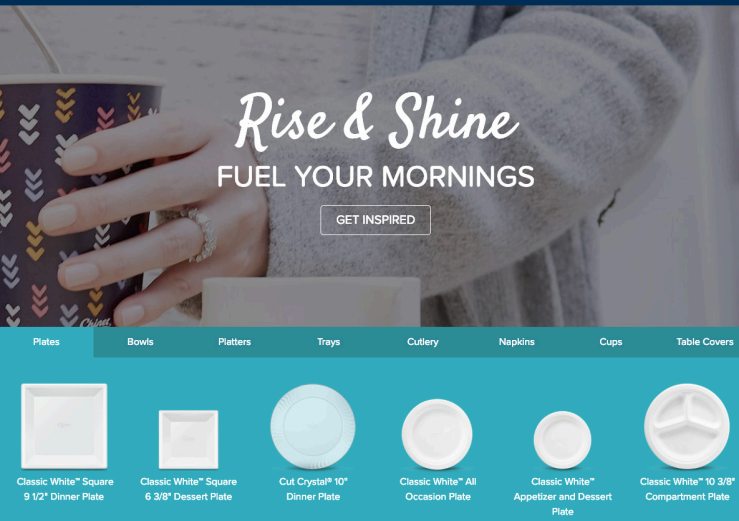 Rise & Shine
FUEL YOUR MORNINGS
GET INSPIRED
Chinet
Plates
Bowls
Platters
Trays
Cutlery
Napkins
Cups
Table Covers
Classic White™ Square
9 1/2" Dinner Plate
Classic White™ Square
6 3/8" Dessert Plate
Cut Crystal® 10"
Dinner Plate
Classic White™ All
Occasion Plate
Classic White™
Appetizer and Dessert
Plate
Classic White™ 10 3/8"
Compartment Plate